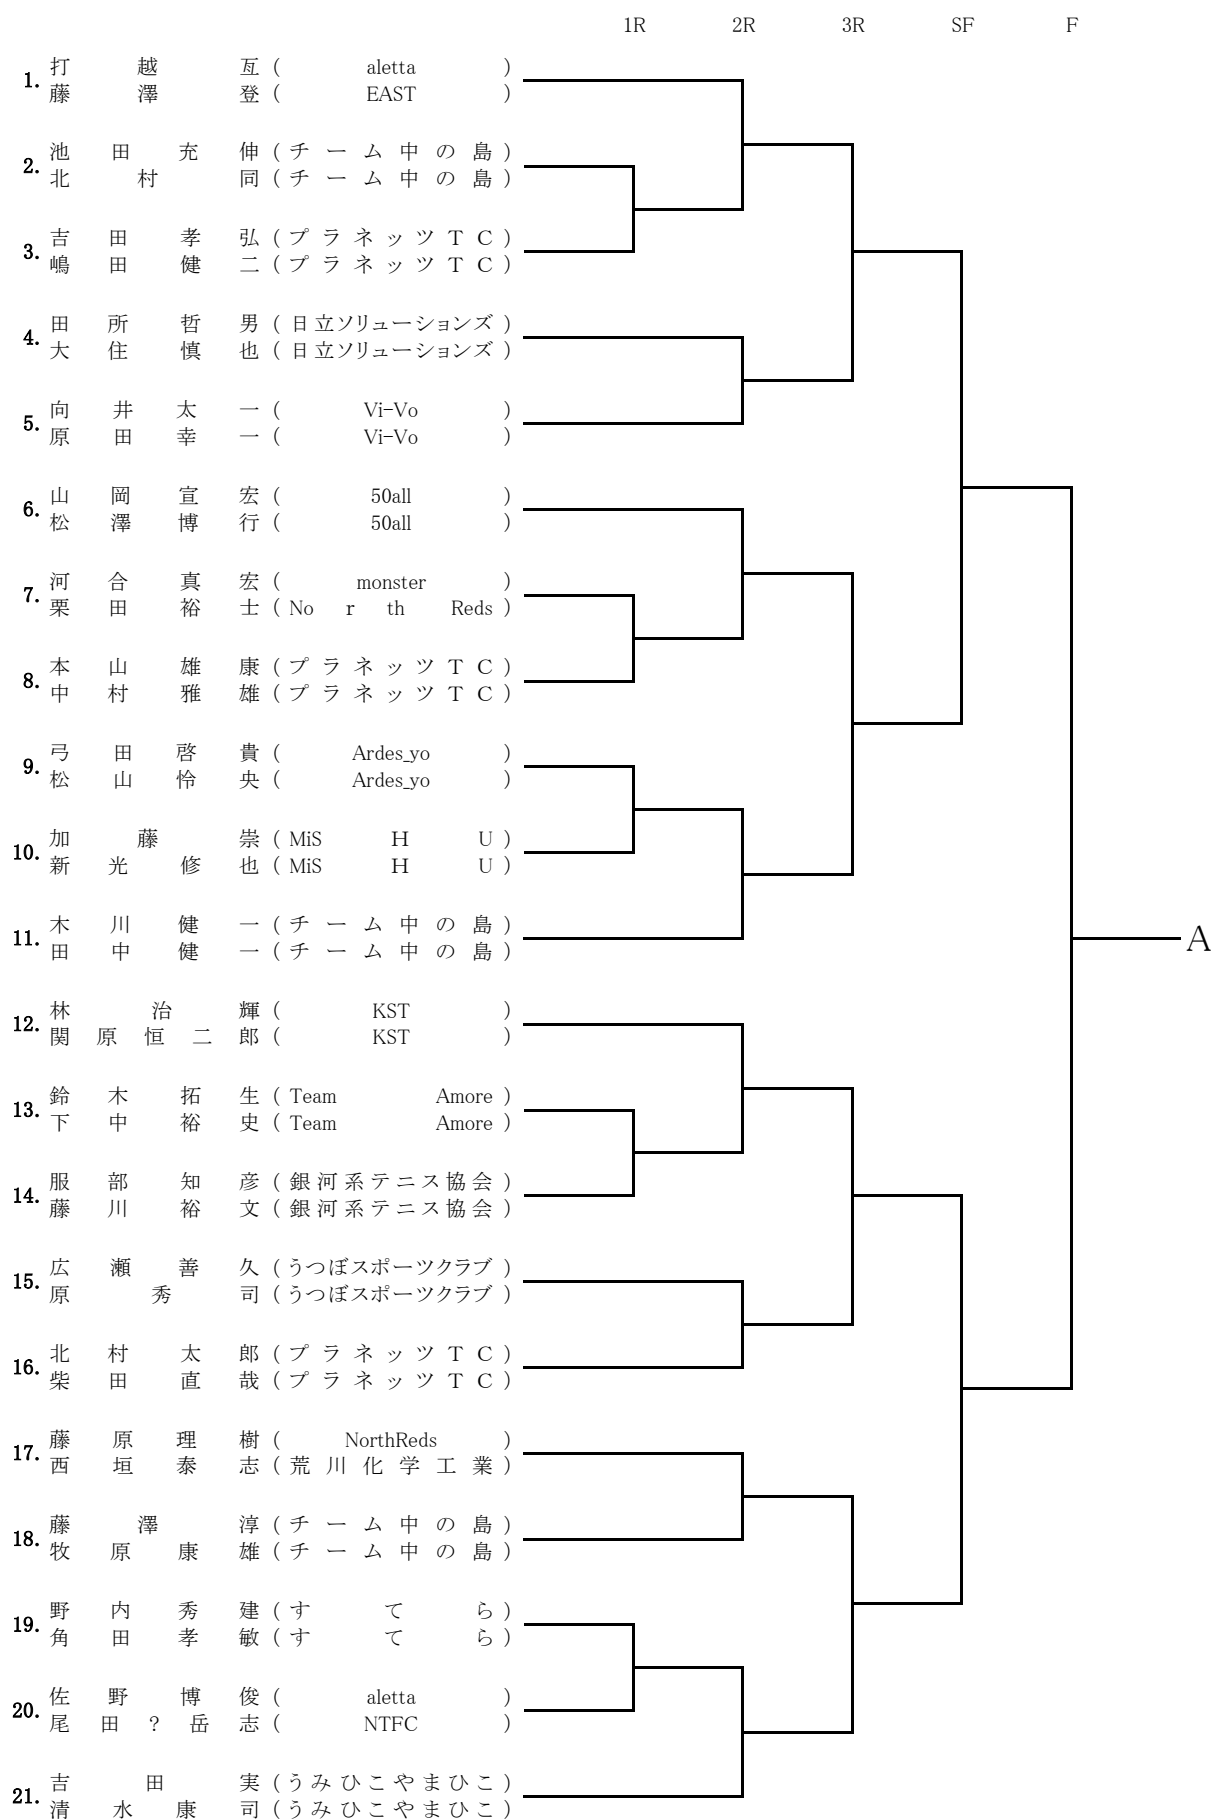 1R 2R 3R SF F
1. 打越亙 ( aletta )
藤澤登 ( EAST )
2. 池田充伸 ( チーム中の島 )
北村同 ( チーム中の島 )
3. 吉田孝弘 ( プラネッツTC )
嶋田健二 ( プラネッツTC )
4. 田所哲男 ( 日立ソリューションズ )
大住慎也 ( 日立ソリューションズ )
5. 向井太一 ( Vi-Vo )
原田幸一 ( Vi-Vo )
6. 山岡宣宏 ( 50all )
松澤博行 ( 50all )
7. 河合真宏 ( monster )
栗田裕士 ( North Reds )
8. 本山雄康 ( プラネッツTC )
中村雅雄 ( プラネッツTC )
9. 弓田啓貴 ( Ardes_yo )
松山怜央 ( Ardes_yo )
10. 加藤崇 ( MiS H U )
新光修也 ( MiS H U )
11. 木川健一 ( チーム中の島 )
田中健一 ( チーム中の島 )
A
12. 林治輝 ( KST )
関原恒二郎 ( KST )
13. 鈴木拓生 ( Team Amore )
下中裕史 ( Team Amore )
14. 服部知彦 ( 銀河系テニス協会 )
藤川裕文 ( 銀河系テニス協会 )
15. 広瀬善久 ( うつぼスポーツクラブ )
原秀司 ( うつぼスポーツクラブ )
16. 北村太郎 ( プラネッツTC )
柴田直哉 ( プラネッツTC )
17. 藤原理樹 ( NorthReds )
西垣泰志 ( 荒川化学工業 )
18. 藤澤淳 ( チーム中の島 )
牧原康雄 ( チーム中の島 )
19. 野内秀建 ( すてら )
角田孝敏 ( すてら )
20. 佐野博俊 ( aletta )
尾田?岳志 ( NTFC )
21. 吉田実 ( うみひこやまひこ )
清水康司 ( うみひこやまひこ )